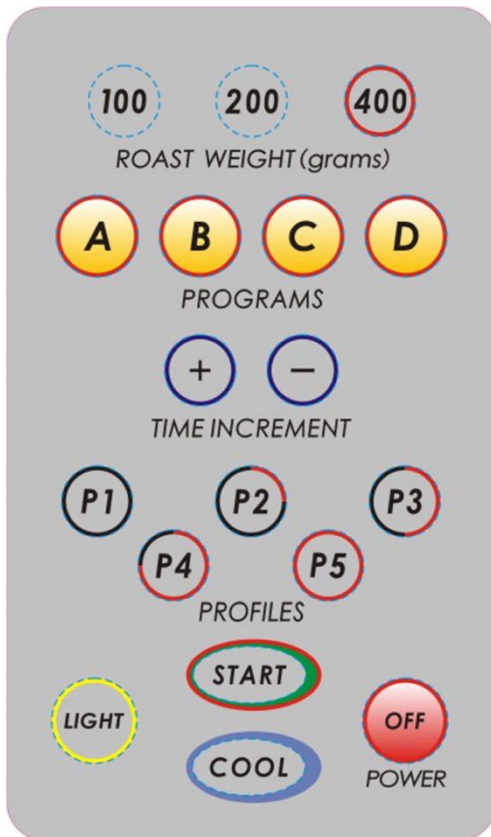 100 200 400
ROAST WEIGHT (grams)
A B C D
PROGRAMS
+ −
TIME INCREMENT
P1 P2 P3
P4 P5
PROFILES
START
LIGHT OFF
COOL
POWER